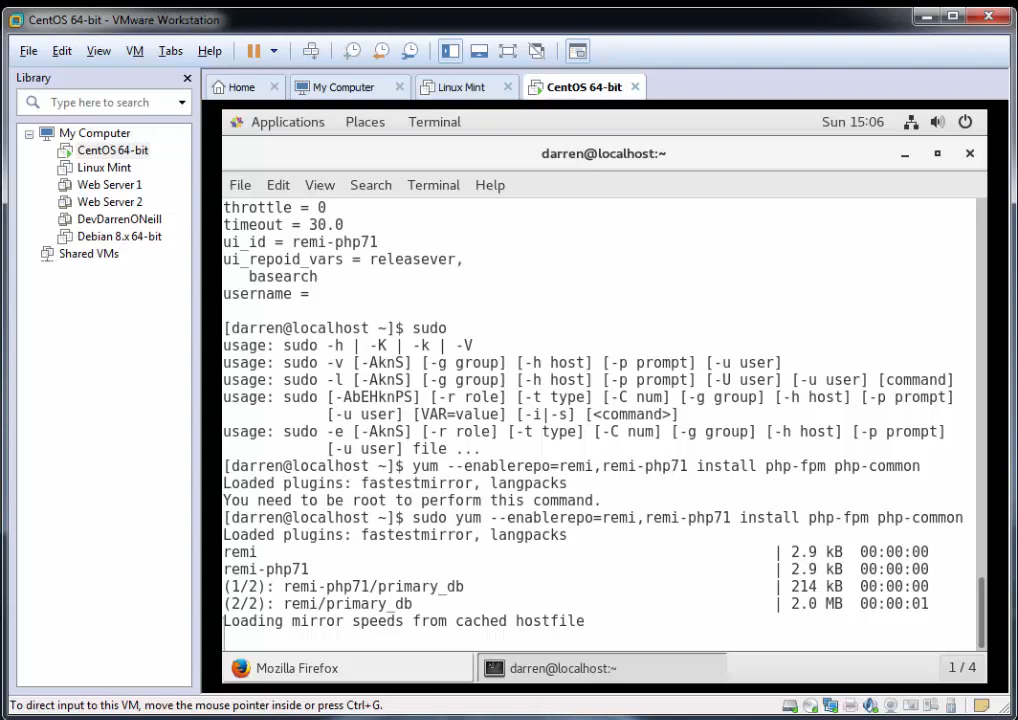 CentOS 64-bit - VMware Workstation
File Edit View VM Tabs Help
Library
Home My Computer Linux Mint CentOS 64-bit
Type here to search
My Computer
CentOS 64-bit
Linux Mint
Web Server 1
Web Server 2
DevDarrenONeill
Debian 8.x 64-bit
Shared VMs
Applications Places Terminal Sun 15:06
darren@localhost:~
File Edit View Search Terminal Help
throttle = 0
timeout = 30.0
ui_id = remi-php71
ui_repoid_vars = releasever,
basearch
username =
[darren@localhost ~]$ sudo
usage: sudo -h | -K | -k | -V
usage: sudo -v [-AknS] [-g group] [-h host] [-p prompt] [-u user]
usage: sudo -l [-AknS] [-g group] [-h host] [-p prompt] [-U user] [-u user] [command]
usage: sudo [-AbEHknPS] [-r role] [-t type] [-C num] [-g group] [-h host] [-p prompt]
[-u user] [VAR=value] [-i|-s] [<command>]
usage: sudo -e [-AknS] [-r role] [-t type] [-C num] [-g group] [-h host] [-p prompt]
[-u user] file ...
[darren@localhost ~]$ yum --enablerepo=remi,remi-php71 install php-fpm php-common
Loaded plugins: fastestmirror, langpacks
You need to be root to perform this command.
[darren@localhost ~]$ sudo yum --enablerepo=remi,remi-php71 install php-fpm php-common
Loaded plugins: fastestmirror, langpacks
remi | 2.9 kB 00:00:00
remi-php71 | 2.9 kB 00:00:00
(1/2): remi-php71/primary_db | 214 kB 00:00:00
(2/2): remi/primary_db | 2.0 MB 00:00:01
Loading mirror speeds from cached hostfile
Mozilla Firefox darren@localhost:~ 1 / 4
To direct input to this VM, move the mouse pointer inside or press Ctrl+G.